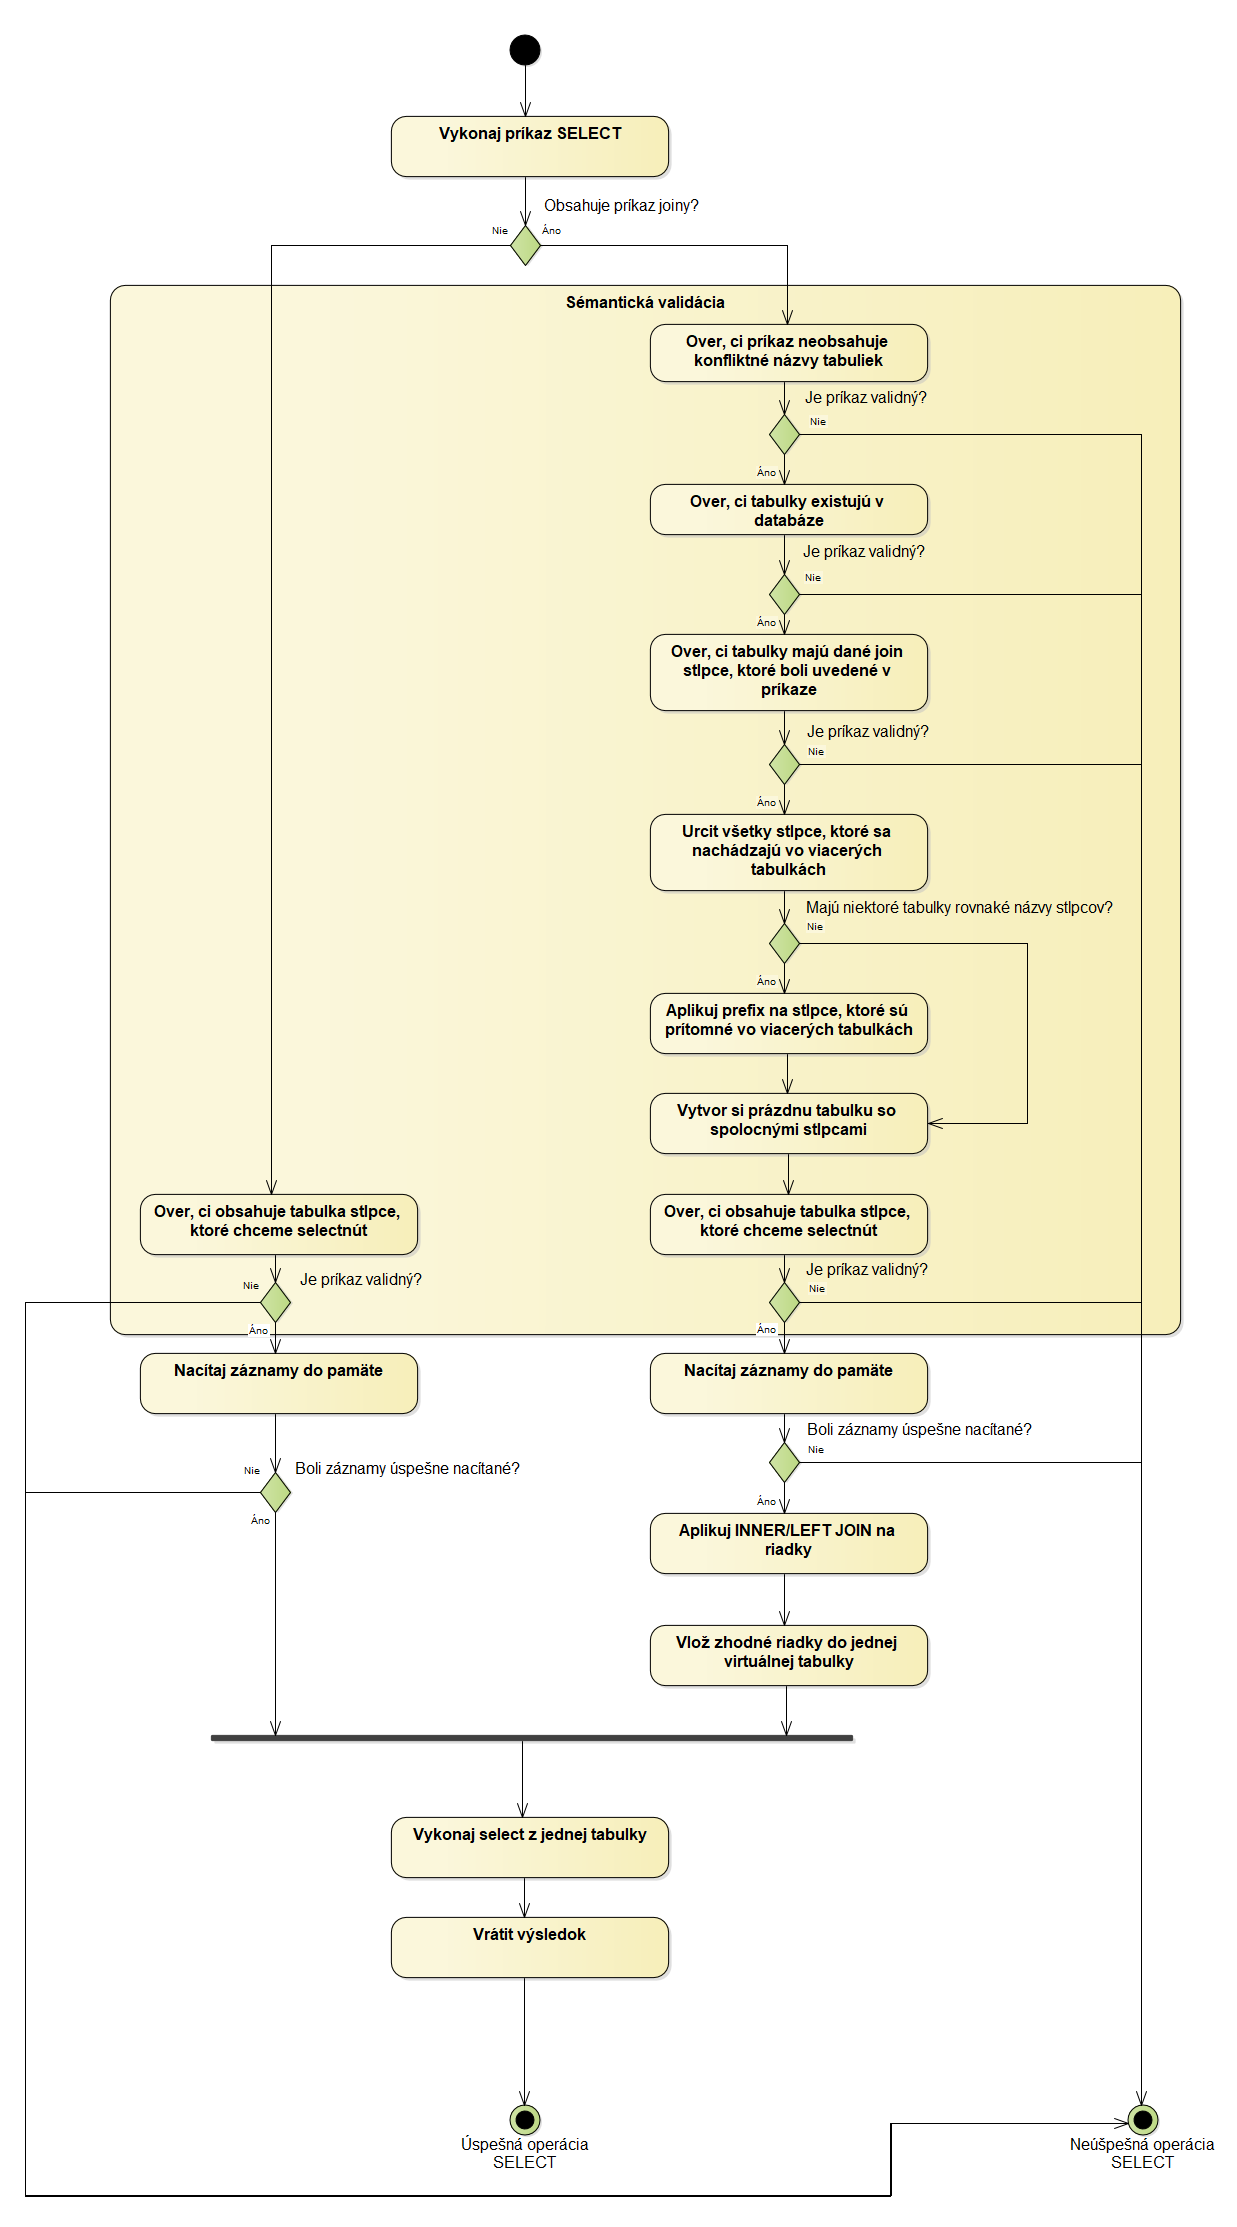 Vykonaj príkaz SELECT
Obsahuje príkaz joiny?
Nie
Áno
Sémantická validácia
Over, ci príkaz neobsahuje
konfliktné názvy tabuliek
Je príkaz validný?
Nie
Áno
Over, ci tabulky existujú v
databáze
Je príkaz validný?
Nie
Áno
Over, ci tabulky majú dané join
stlpce, ktoré boli uvedené v
príkaze
Je príkaz validný?
Nie
Áno
Urcit všetky stlpce, ktoré sa
nachádzajú vo viacerých
tabulkách
Majú niektoré tabulky rovnaké názvy stlpcov?
Nie
Áno
Aplikuj prefix na stlpce, ktoré sú
prítomné vo viacerých tabulkách
Vytvor si prázdnu tabulku so
spolocnými stlpcami
Over, ci obsahuje tabulka stlpce,
ktoré chceme selectnút
Over, ci obsahuje tabulka stlpce,
ktoré chceme selectnút
Je príkaz validný?
Nie
Áno
Je príkaz validný?
Nie
Áno
Nacítaj záznamy do pamäte
Nacítaj záznamy do pamäte
Boli záznamy úspešne nacítané?
Nie
Áno
Boli záznamy úspešne nacítané?
Nie
Áno
Aplikuj INNER/LEFT JOIN na
riadky
Vlož zhodné riadky do jednej
virtuálnej tabulky
Vykonaj select z jednej tabulky
Vrátit výsledok
Úspešná operácia
SELECT
Neúšpešná operácia
SELECT